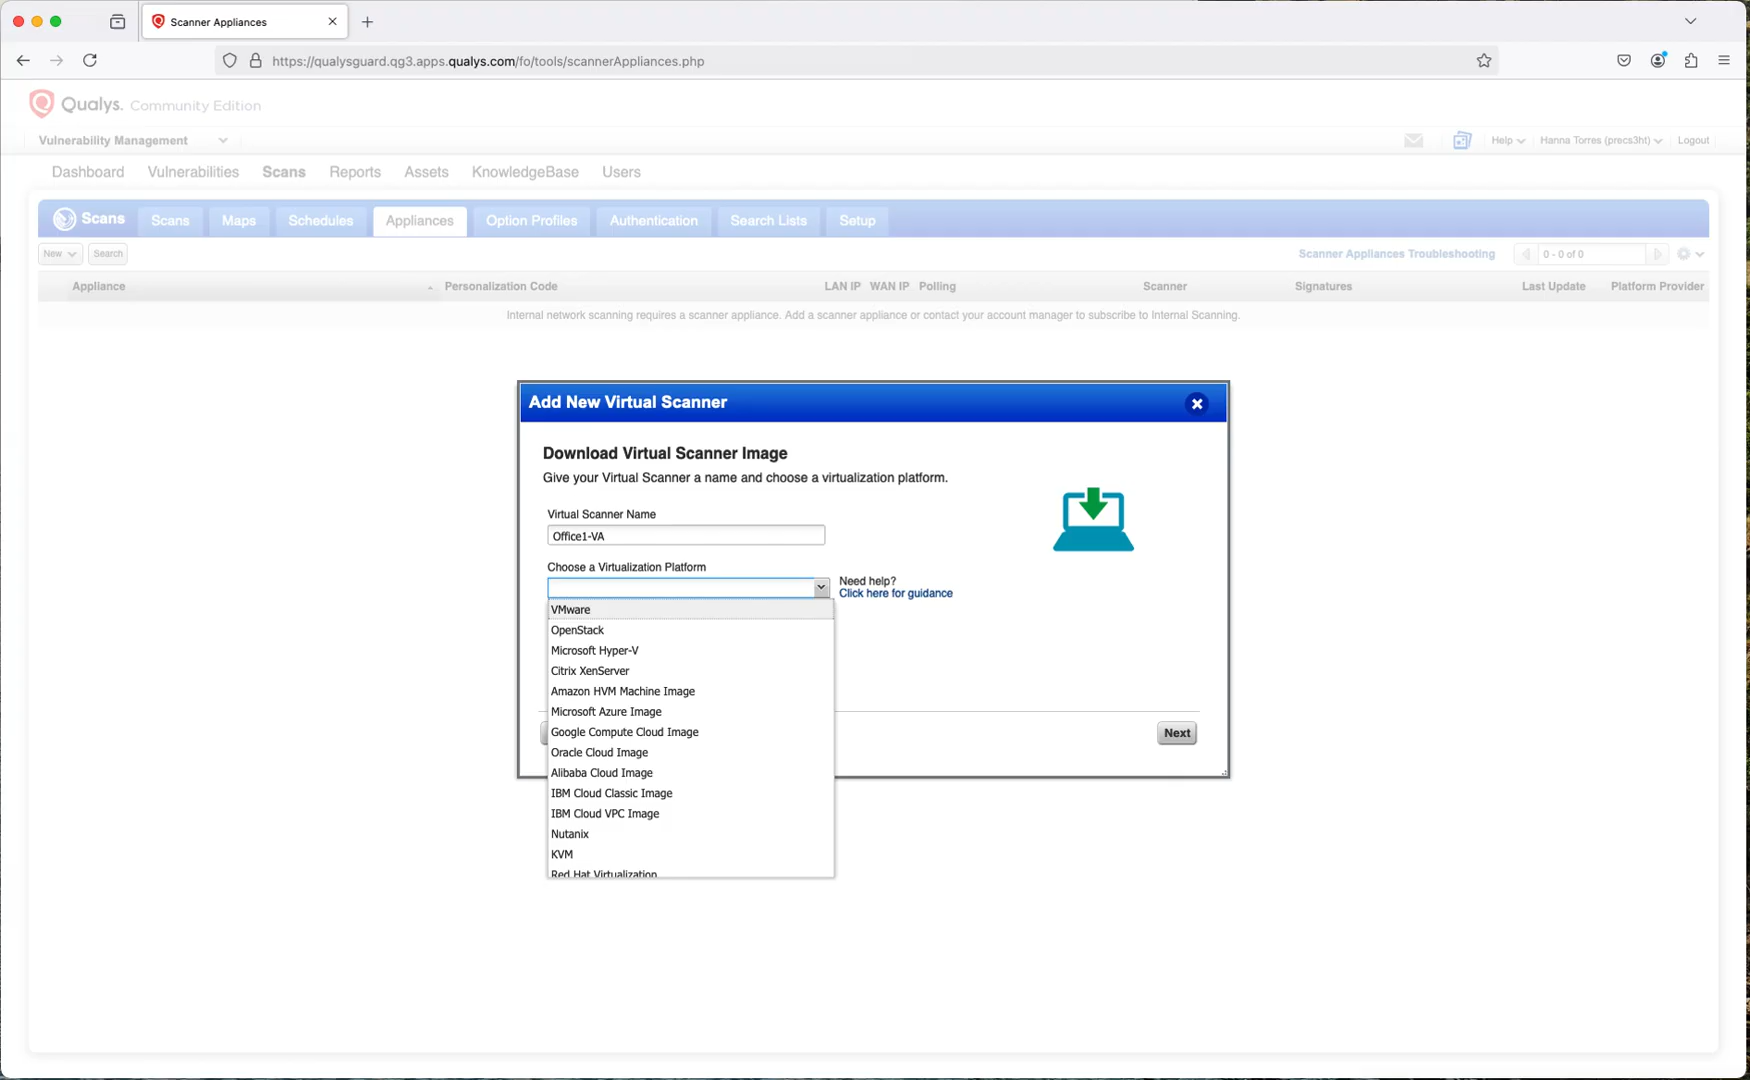 Scanner Appliances
https://qualysguard.qg3.apps.qualys.com/fo/tools/scannerAppliances.php
Qualys. Community Edition
Vulnerability Management
Help
Hanna Torres (precs3ht)
Logout
Dashboard
Vulnerabilities
Scans
Reports
Assets
KnowledgeBase
Users
Scans
Scans
Maps
Schedules
Appliances
Option Profiles
Authentication
Search Lists
Setup
New
Search
Scanner Appliances Troubleshooting
0 - 0 of 0
Appliance
Personalization Code
LAN IP
WAN IP
Polling
Scanner
Signatures
Last Update
Platform Provider
Internal network scanning requires a scanner appliance. Add a scanner appliance or contact your account manager to subscribe to Internal Scanning.
Add New Virtual Scanner
Download Virtual Scanner Image
Give your Virtual Scanner a name and choose a virtualization platform.
Virtual Scanner Name
Office1-VA
Choose a Virtualization Platform
Need help?
Click here for guidance
VMware
OpenStack
Microsoft Hyper-V
Citrix XenServer
Amazon HVM Machine Image
Microsoft Azure Image
Google Compute Cloud Image
Oracle Cloud Image
Alibaba Cloud Image
IBM Cloud Classic Image
IBM Cloud VPC Image
Nutanix
KVM
Red Hat Virtualization
Next